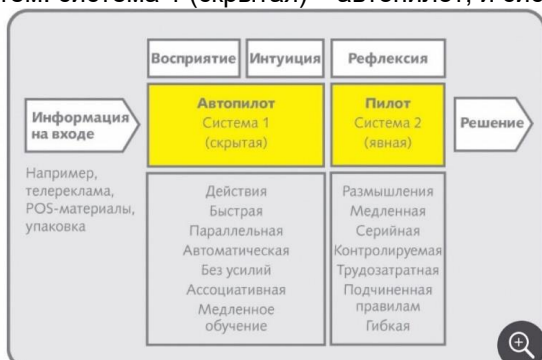 Восприятие Интуиция Рефлексия
Информация
на входе
Автопилот
Система 1
(скрытая)
Пилот
Система 2
(явная)
Решение
Например,
телереклама,
POS-материалы,
упаковка
Действия
Быстрая
Параллельная
Автоматическая
Без усилий
Ассоциативная
Медленное
обучение
Размышления
Медленная
Серийная
Контролируемая
Трудозатратная
Подчиненная
правилам
Гибкая